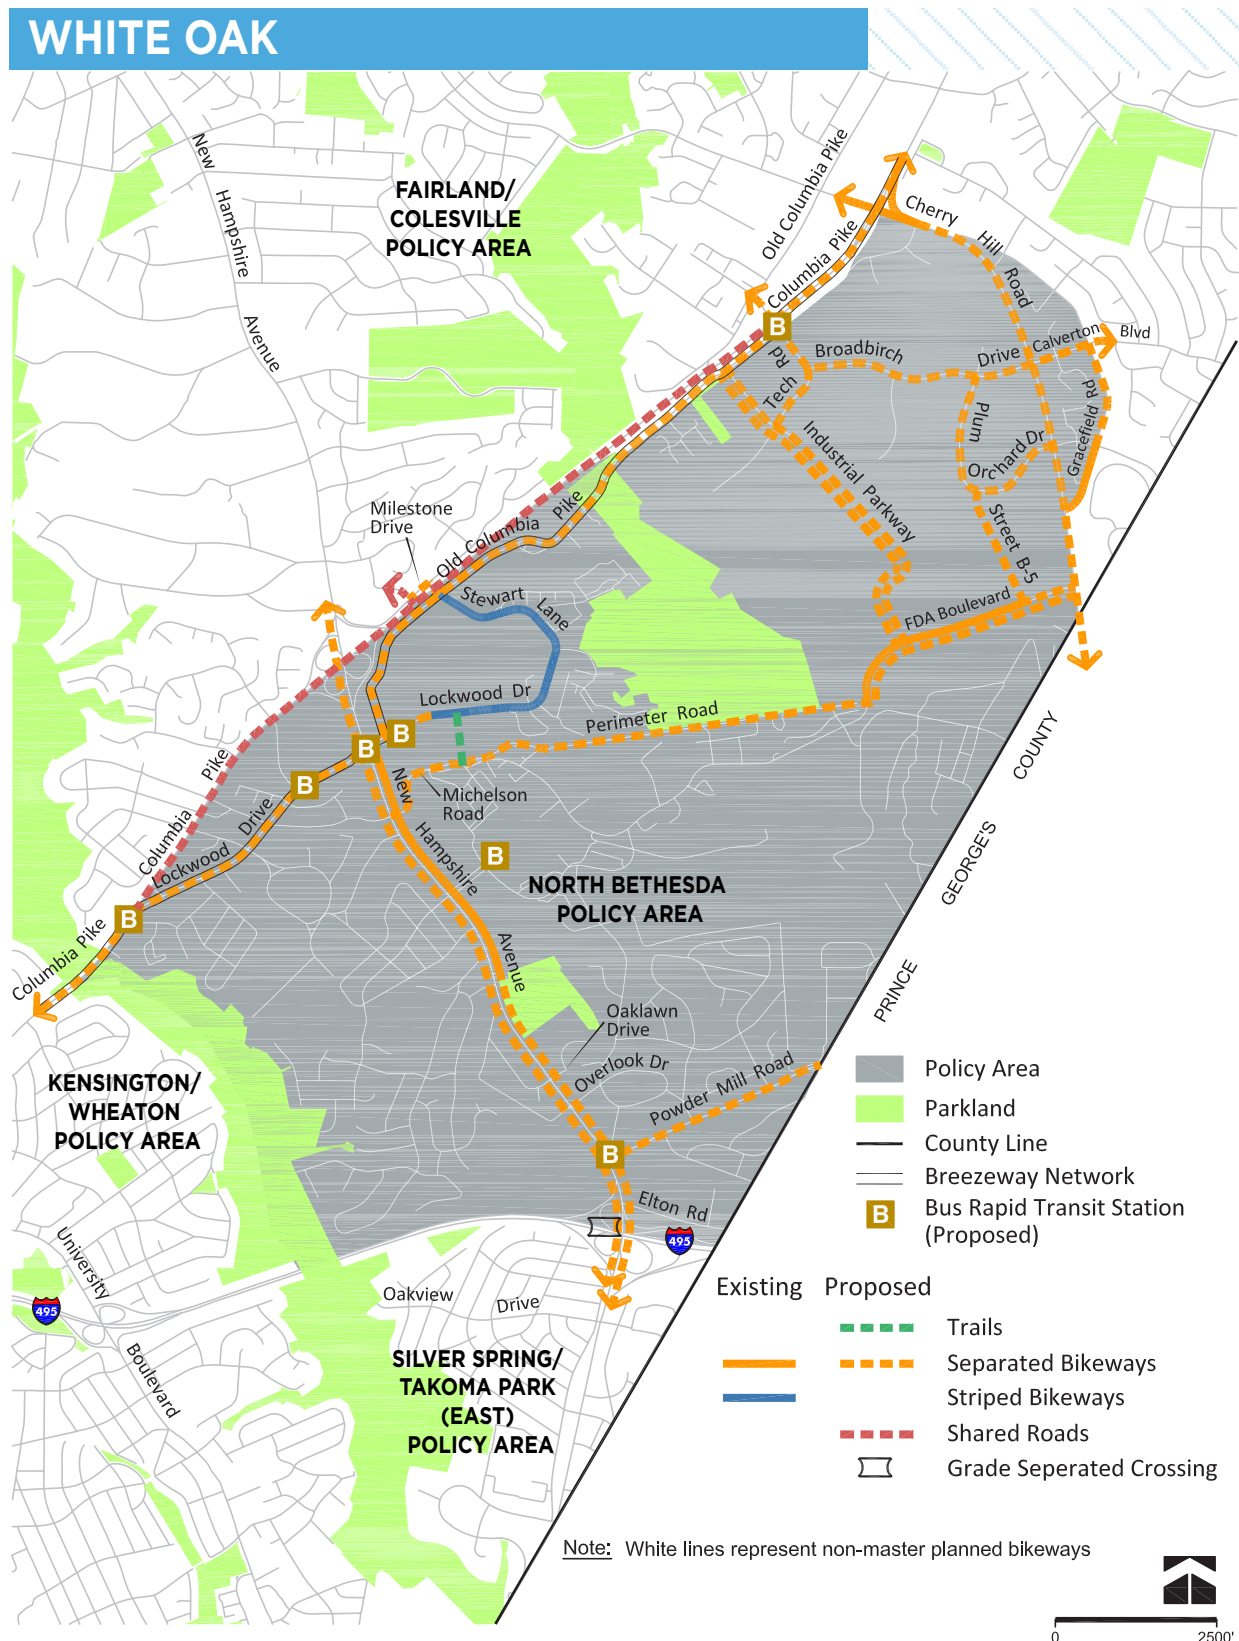 WHITE OAK
New
Hampshire
Avenue
FAIRLAND/
COLESVILLE
POLICY AREA
Old Columbia Pike
Columbia Pike
Cherry
Hill
Road
B
Rd
Tech
Broadbirch
Drive
Calverton
Blvd
Plum
Orchard Dr
Gracefield
Rd
Industrial Parkway
Street B-5
FDA Boulevard
Milestone
Drive
Old Columbia
Pike
Stewart
Lane
Lockwood Dr
Perimeter Road
B
B
B
New
Michelson
Road
Hampshire
Avenue
Columbia
Pike
Lockwood
Drive
B
B
Columbia Pike
NORTH BETHESDA
POLICY AREA
COUNTY
GEORGE'S
PRINCE
Oaklawn
Drive
Overlook Dr
Powder Mill Road
B
Elton Rd
495
KENSINGTON/
WHEATON
POLICY AREA
University
Boulevard
495
Oakview
Drive
SILVER SPRING/
TAKOMA PARK
(EAST)
POLICY AREA
Policy Area
Parkland
County Line
Breezeway Network
B
Bus Rapid Transit Station
(Proposed)
Existing Proposed
Trails
Separated Bikeways
Striped Bikeways
Shared Roads
Grade Seperated Crossing
Note: White lines represent non-master planned bikeways
0 2500'